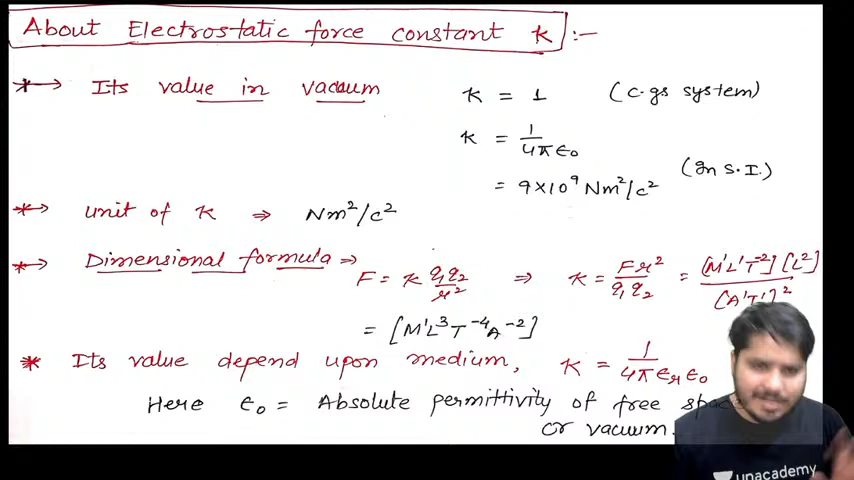 About Electrostatic force constant K :-
* → Its value in vacuum
K = 1 (c.gs system)
K = 1/4πε₀
= 9×10⁹ Nm²/c² (In S.I.)
* → unit of K ⇒ Nm²/c²
* → Dimensional formula ⇒ F = K q₁q₂/r² ⇒ K = Fr²/q₁q₂ = [M¹L¹T⁻²][L²]/[A¹T¹]²
= [M¹L³T⁻⁴A⁻²]
* Its value depend upon medium, K = 1/4πεᵣε₀
Here ε₀ = Absolute permittivity of free
or vacuum.
unacademy